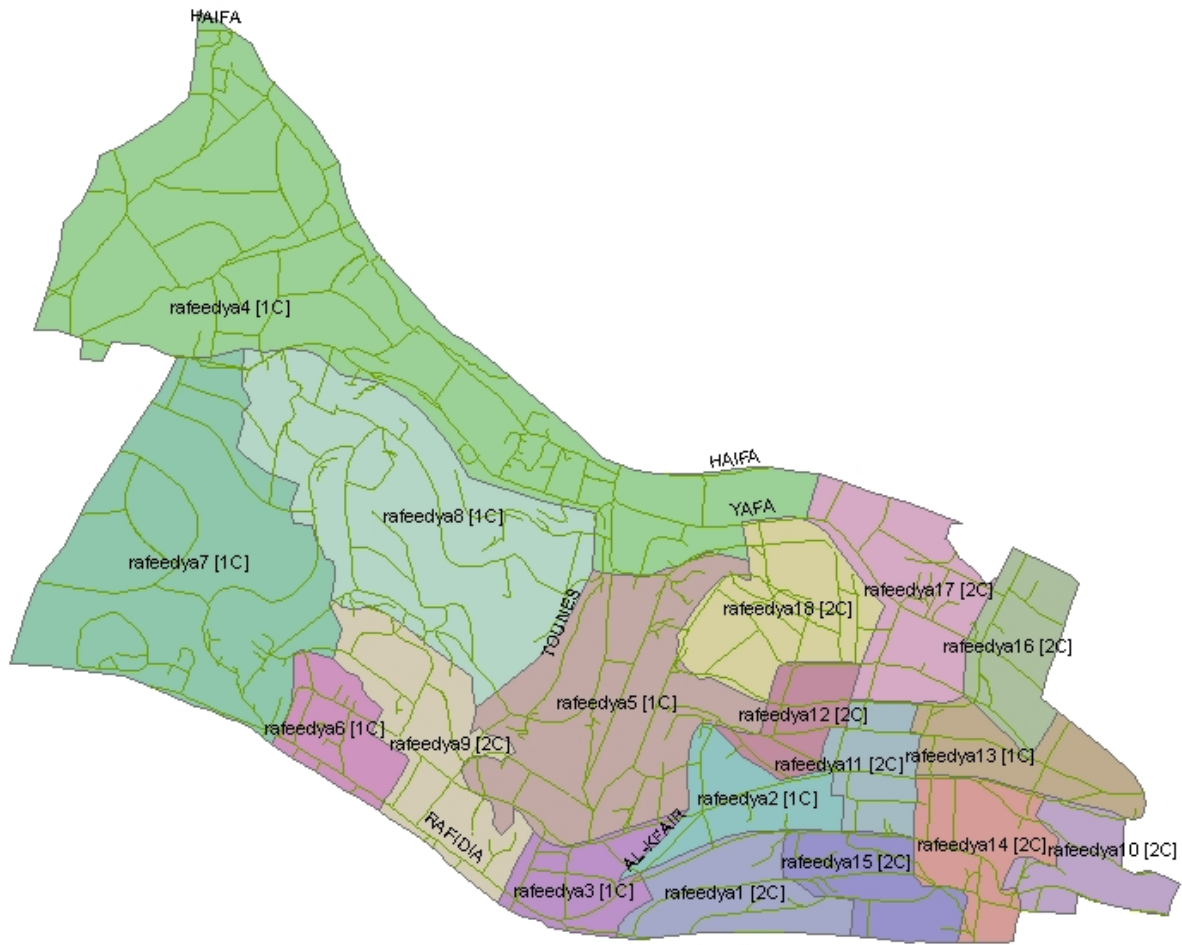 HAIFA
rafeedya4 [1C]
HAIFA
YAFA
rafeedya8 [1C]
rafeedya7 [1C]
TOUNES
rafeedya17 [2C]
rafeedya18 [2C]
rafeedya16 [2C]
rafeedya5 [1C]
rafeedya12 [2C]
rafeedya6 [1C]
rafeedya9 [2C]
rafeedya13 [1C]
rafeedya11 [2C]
rafeedya2 [1C]
RAFIDIA
AL-KFAIR
rafeedya14 [2C]
rafeedya10 [2C]
rafeedya15 [2C]
rafeedya3 [1C]
rafeedya1 [2C]